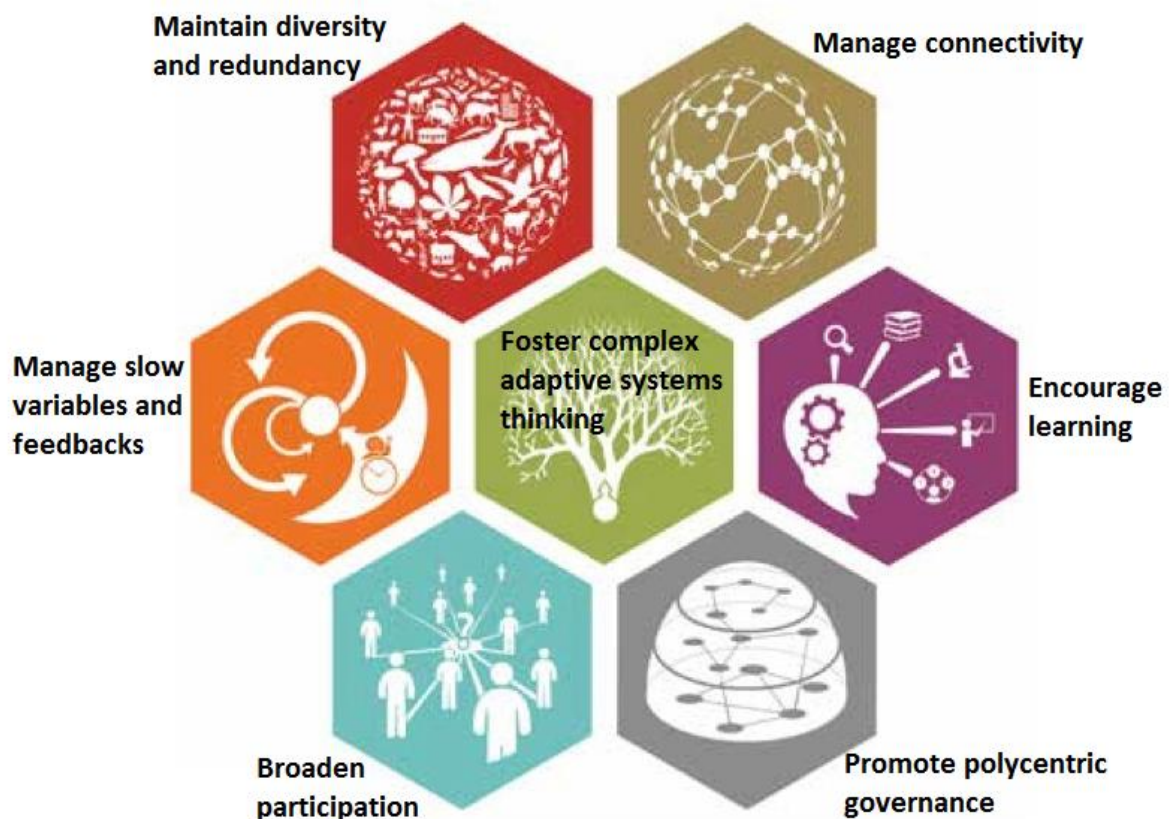 Maintain diversity
and redundancy
Manage connectivity
Manage slow
variables and
feedbacks
Foster complex
adaptive systems
thinking
Encourage
learning
Broaden
participation
Promote polycentric
governance
?